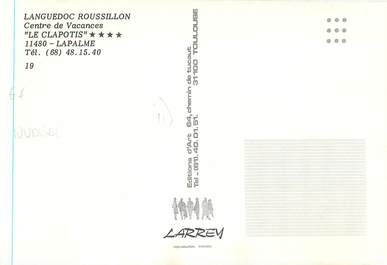 LANGUEDOC ROUSSILLON
Centre de Vacances
"LE CLAPOTIS" ★★★★
11480 - LAPALME
Tél. (68) 48.15.40
19
Editions d'Art 64, chemin de tucaut
Tél. (61) 40.01.51. 31100 TOULOUSE
LARREY